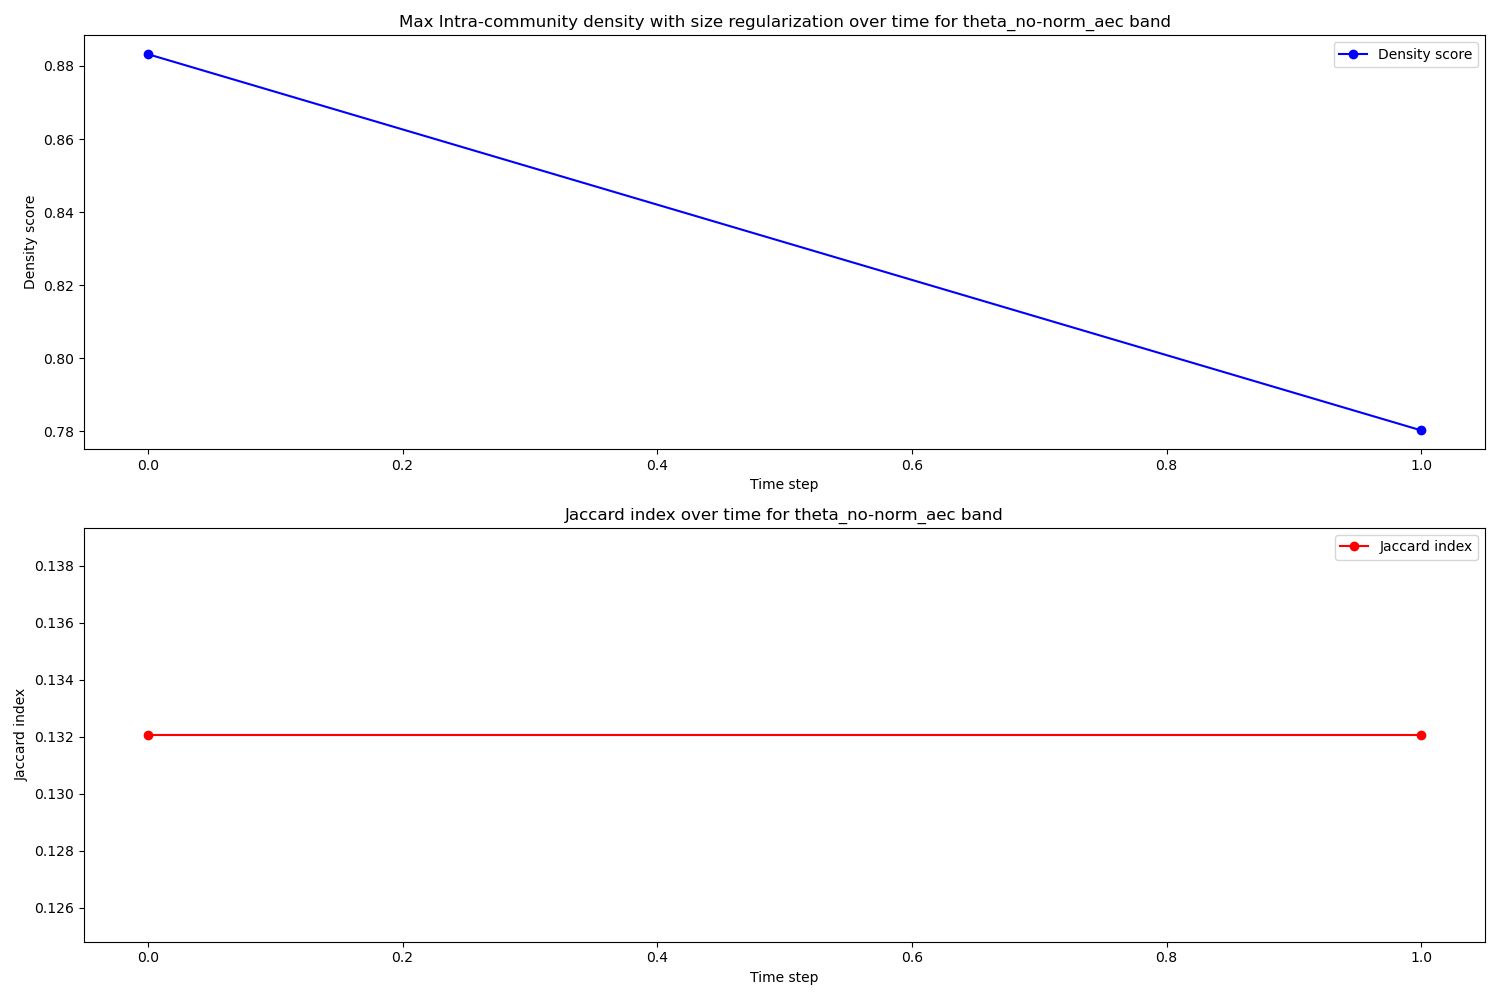 Max Intra-community density with size regularization over time for theta_no-norm_aec band
Density score
0.88
0.86
0.84
0.82
0.80
0.78
Density score
0.0 0.2 0.4 0.6 0.8 1.0
Time step
Jaccard index over time for theta_no-norm_aec band
Jaccard index
0.138
0.136
0.134
0.132
0.130
0.128
0.126
Jaccard index
0.0 0.2 0.4 0.6 0.8 1.0
Time step